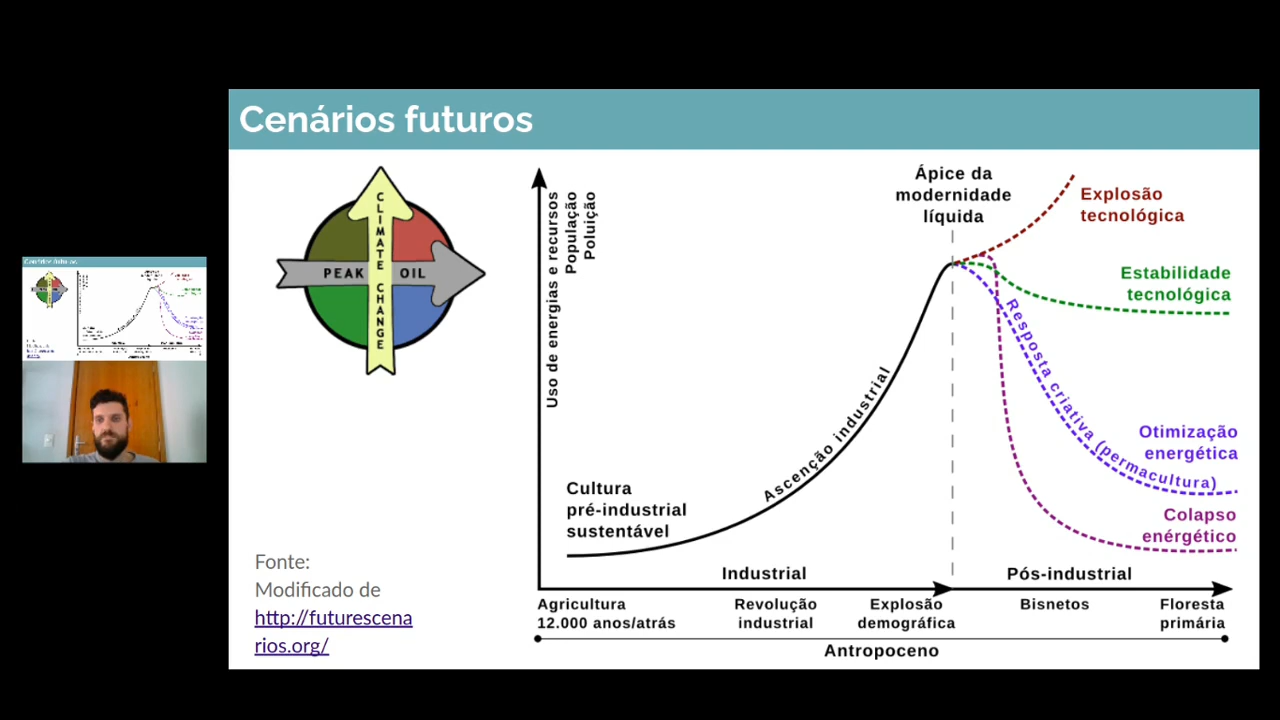 Cenários futuros
CLIMATE CHANGE
PEAK OIL
Fonte:
Modificado de
http://futurescena
rios.org/
Uso de energias e recursos
População
Poluição
Ápice da
modernidade
líquida
Explosão
tecnológica
Estabilidade
tecnológica
Resposta criativa (permacultura)
Otimização
energética
Colapso
enérgético
Ascenção industrial
Cultura
pré-industrial
sustentável
Industrial
Pós-industrial
Agricultura
12.000 anos/atrás
Revolução
industrial
Explosão
demográfica
Bisnetos
Floresta
primária
Antropoceno
Cenários futuros